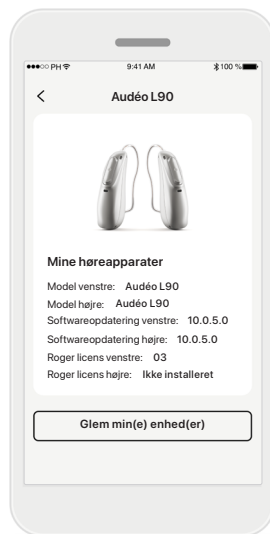 PH 9:41 AM 100 %
Audéo L90
Mine høreapparater
Model venstre: Audéo L90
Model højre: Audéo L90
Softwareopdatering venstre: 10.0.5.0
Softwareopdatering højre: 10.0.5.0
Roger licens venstre: 03
Roger licens højre: Ikke installeret
Glem min(e) enhed(er)